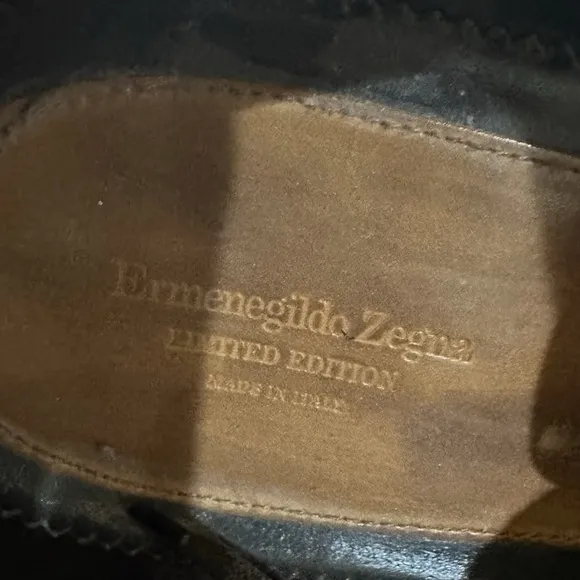 Ermenegildo Zegna
LIMITED EDITION
MADE IN ITALY